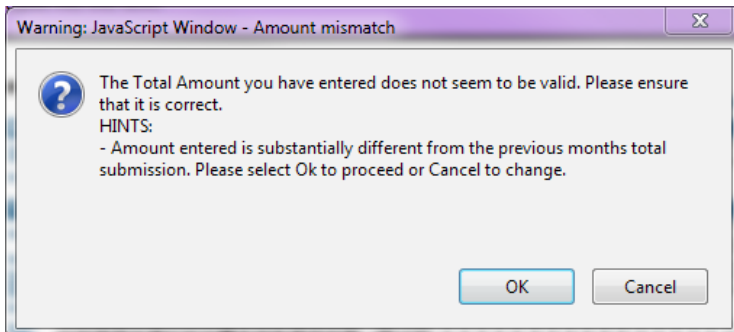 Warning: JavaScript Window - Amount mismatch
The Total Amount you have entered does not seem to be valid. Please ensure
that it is correct.
HINTS:
- Amount entered is substantially different from the previous months total
submission. Please select Ok to proceed or Cancel to change.
OK
Cancel